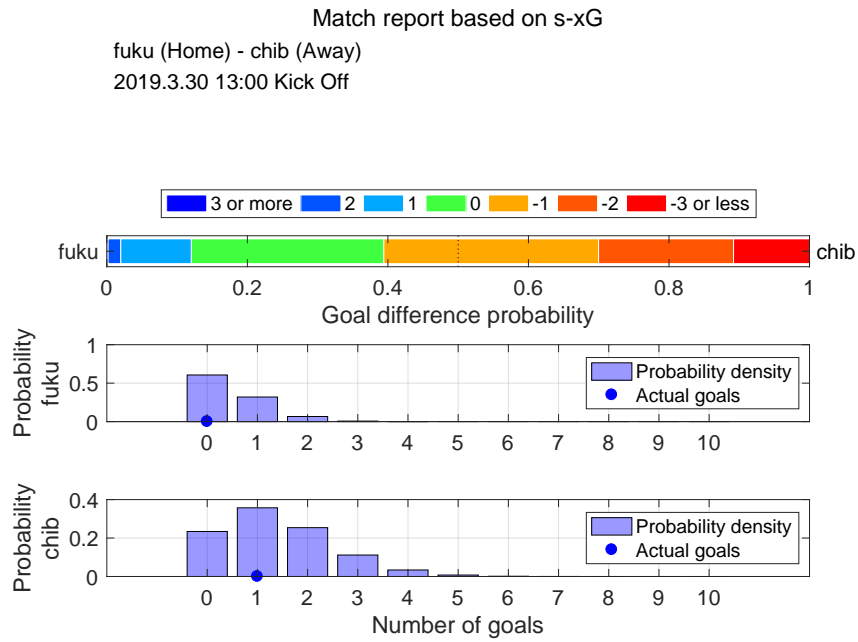 Match report based on s-xG
fuku (Home) - chib (Away)
2019.3.30 13:00 Kick Off
3 or more 2 1 0 -1 -2 -3 or less
fuku chib
0 0.2 0.4 0.6 0.8 1
Goal difference probability
Probability
fuku
1
0.5
0
Probability density
Actual goals
0 1 2 3 4 5 6 7 8 9 10
Probability
chib
0.4
0.2
0
Probability density
Actual goals
0 1 2 3 4 5 6 7 8 9 10
Number of goals